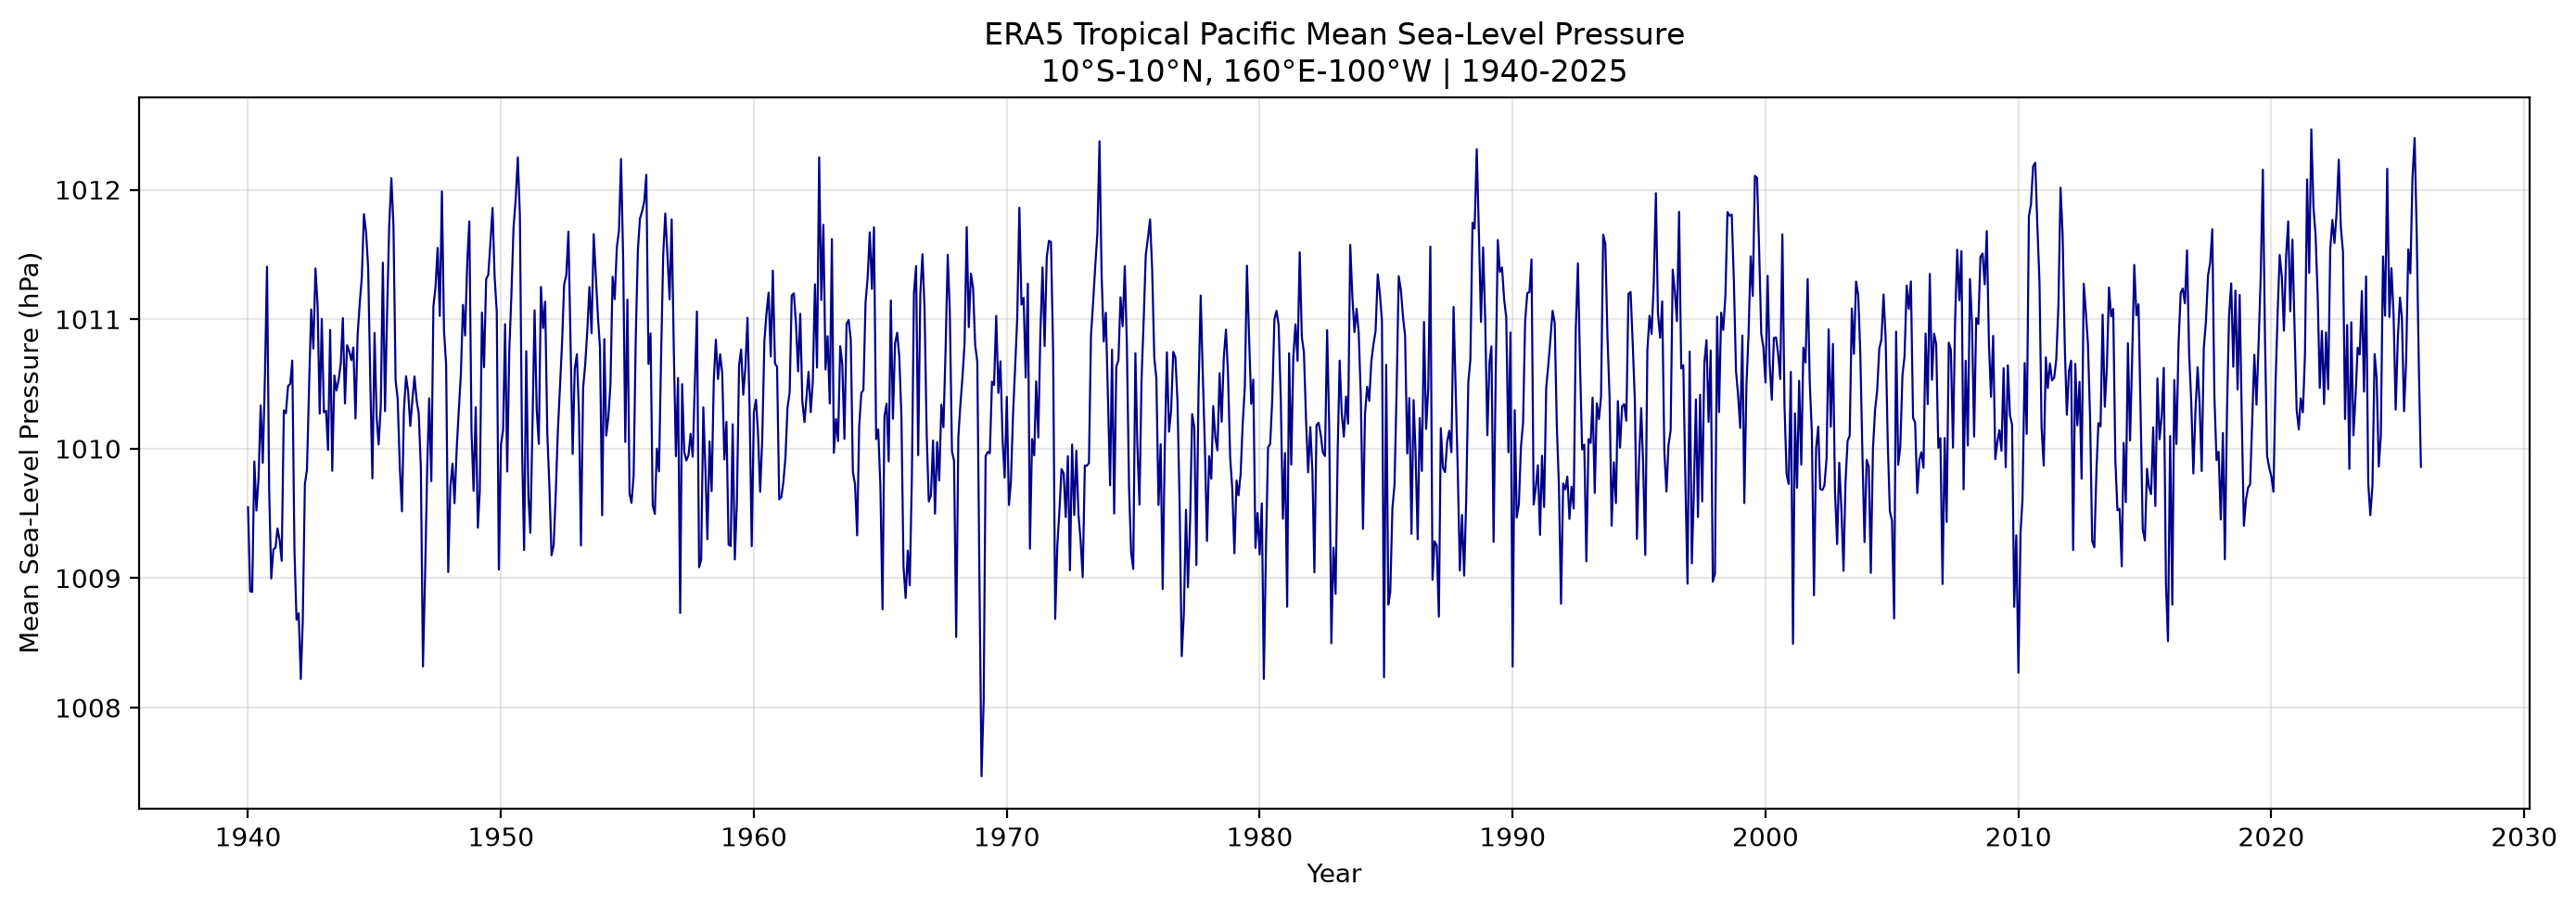 ERA5 Tropical Pacific Mean Sea-Level Pressure
10°S-10°N, 160°E-100°W | 1940-2025
Mean Sea-Level Pressure (hPa)
1012
1011
1010
1009
1008
1940 1950 1960 1970 1980 1990 2000 2010 2020 2030
Year